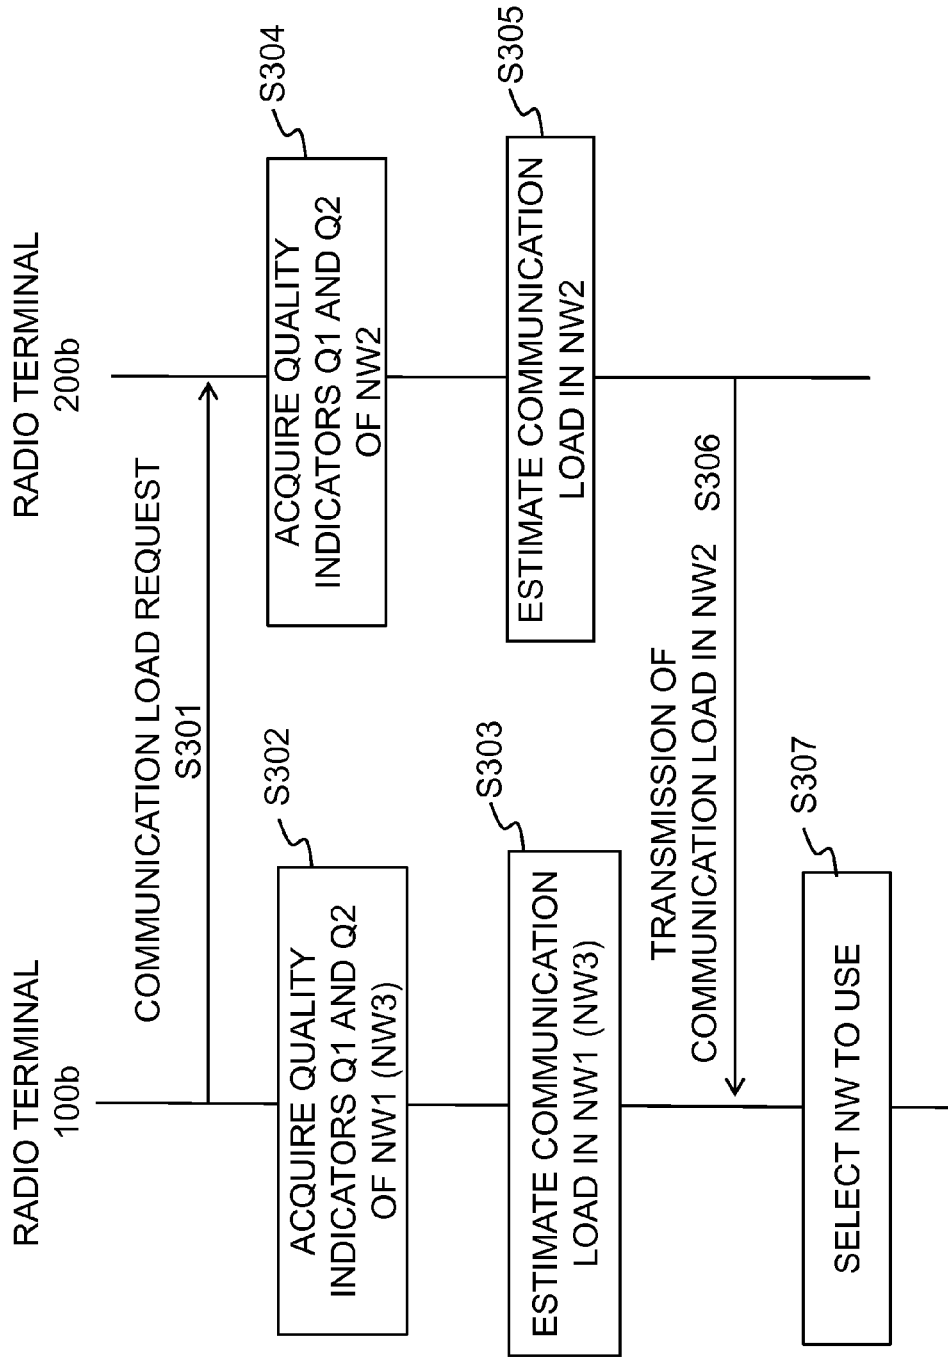 RADIO TERMINAL
100b
RADIO TERMINAL
200b
COMMUNICATION LOAD REQUEST
S301
S302
ACQUIRE QUALITY
INDICATORS Q1 AND Q2
OF NW1 (NW3)
S304
ACQUIRE QUALITY
INDICATORS Q1 AND Q2
OF NW2
S303
ESTIMATE COMMUNICATION
LOAD IN NW1 (NW3)
S305
ESTIMATE COMMUNICATION
LOAD IN NW2
TRANSMISSION OF
COMMUNICATION LOAD IN NW2 S306
S307
SELECT NW TO USE